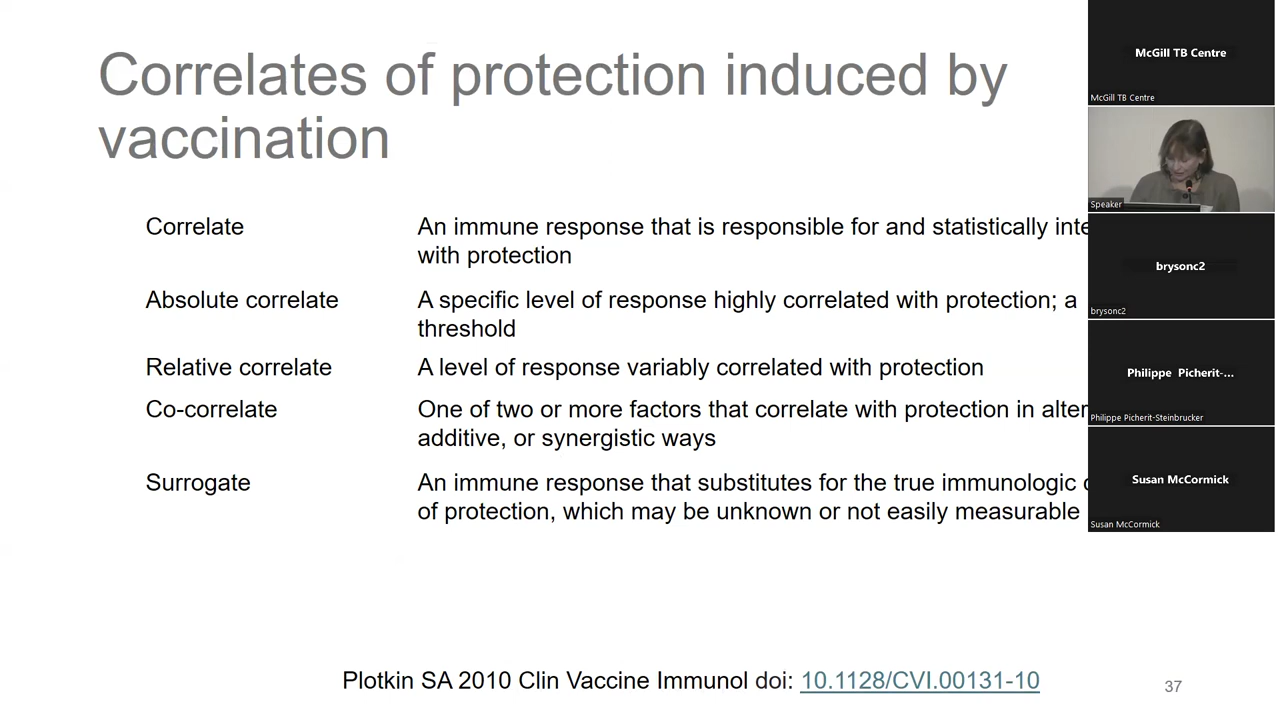 Correlates of protection induced by
vaccination
Correlate
An immune response that is responsible for and statistically
with protection
Absolute correlate
A specific level of response highly correlated with protection; a
threshold
Relative correlate
A level of response variably correlated with protection
Co-correlate
One of two or more factors that correlate with protection in
additive, or synergistic ways
Surrogate
An immune response that substitutes for the true immunologic
of protection, which may be unknown or not easily measurable
Plotkin SA 2010 Clin Vaccine Immunol doi: 10.1128/CVI.00131-10
37
McGill TB Centre
McGill TB Centre
Speaker
brysonc2
brysonc2
Philippe Picherit-...
Philippe Picherit-Steinbrucker
Susan McCormick
Susan McCormick